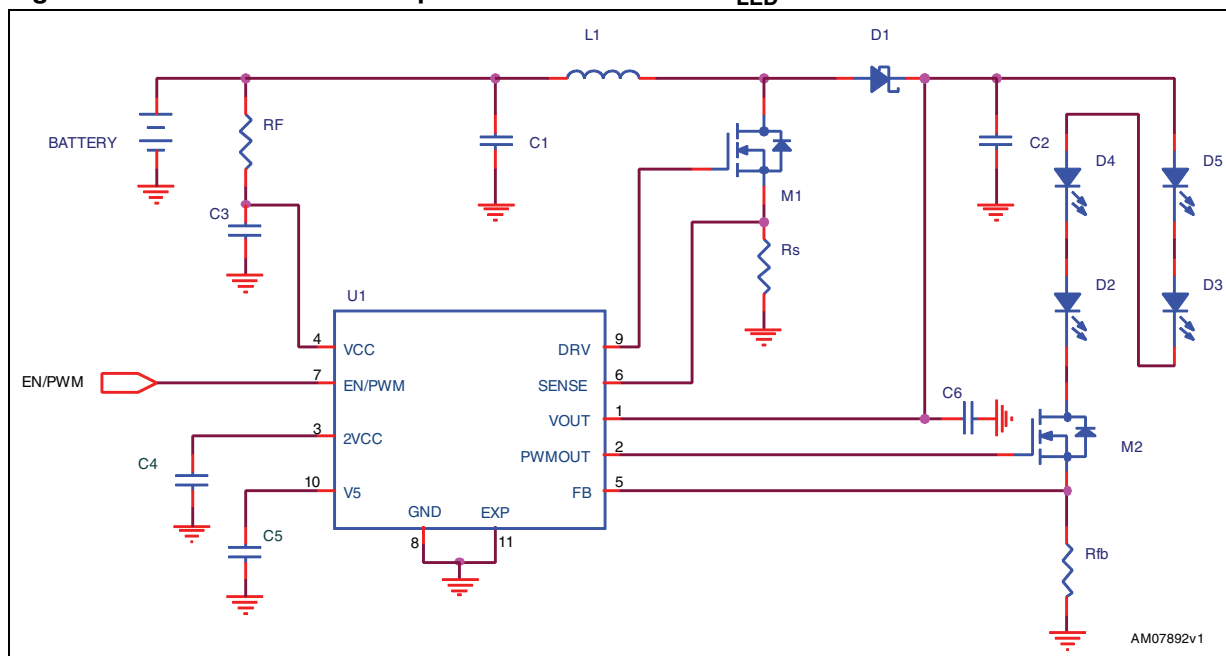 LED
L1
D1
RF
BATTERY
C1
C2
D4
D5
M1
C3
Rs
D2
D3
U1
4
VCC
DRV
9
EN/PWM
7
EN/PWM
SENSE
6
C6
VOUT
1
3
2VCC
M2
PWMOUT
2
C4
10
V5
FB
5
GND
EXP
C5
8
11
Rfb
AM07892v1